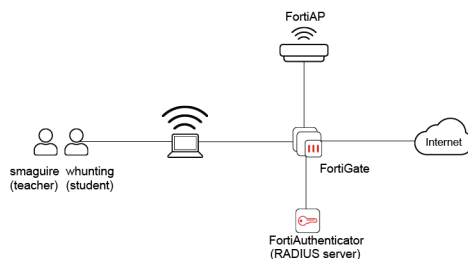 FortiAP
Internet
FortiGate
smaguire whunting
(teacher) (student)
FortiAuthenticator
(RADIUS server)